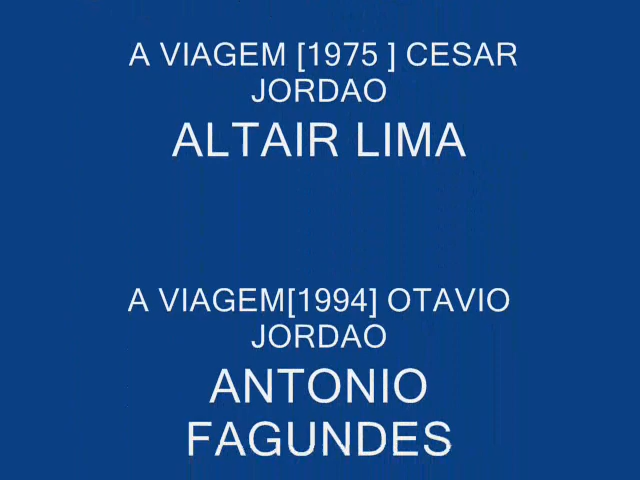 A VIAGEM [1975 ] CESAR
JORDAO
ALTAIR LIMA
A VIAGEM[1994] OTAVIO
JORDAO
ANTONIO
FAGUNDES